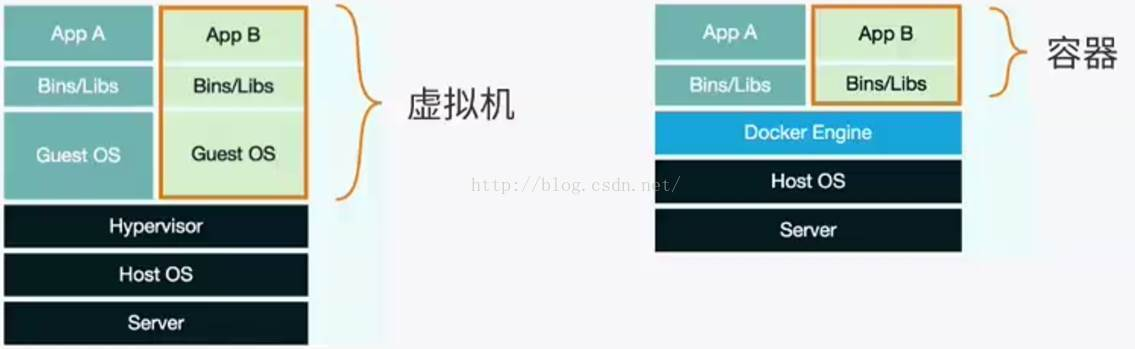 App A
App B
Bins/Libs
Bins/Libs
Guest OS
Guest OS
Hypervisor
Host OS
Server
虚拟机
App A
App B
Bins/Libs
Bins/Libs
Docker Engine
Host OS
Server
容器
http://blog.csdn.net/